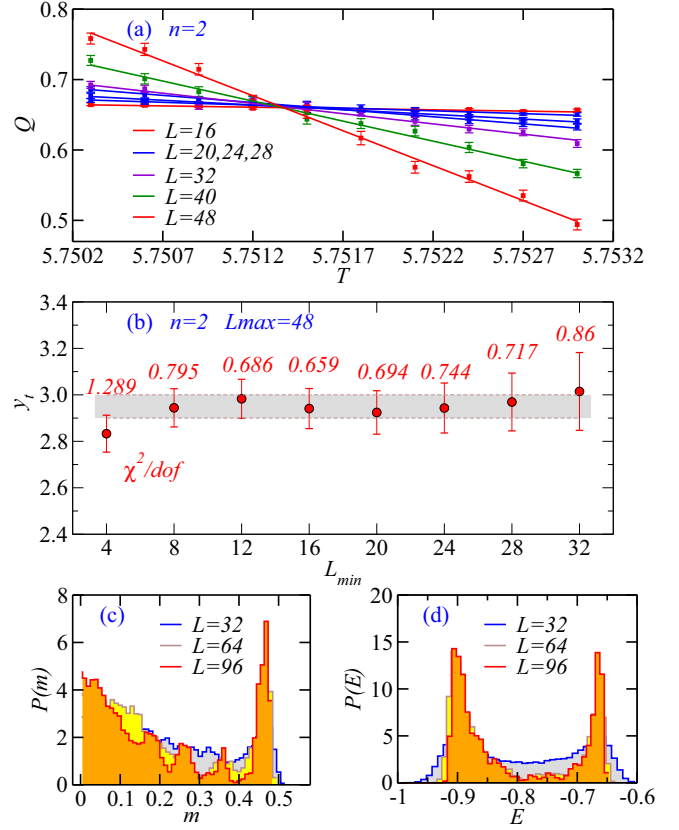 0.8
(a) n=2
0.7
Q
0.6
0.5
L=16
L=20,24,28
L=32
L=40
L=48
5.7502 5.7507 5.7512 5.7517 5.7522 5.7527 5.7532
T
3.4
(b) n=2 Lmax=48
3.2
3.0
2.8
2.6
2.4
y_t
1.289 0.795 0.686 0.659 0.694 0.744 0.717 0.86
χ²/dof
4 8 12 16 20 24 28 32
L_min
8
(c)
6
4
2
0
P(m)
L=32
L=64
L=96
0 0.1 0.2 0.3 0.4 0.5
m
20
(d)
15
10
5
0
P(E)
L=32
L=64
L=96
-1 -0.9 -0.8 -0.7 -0.6
E